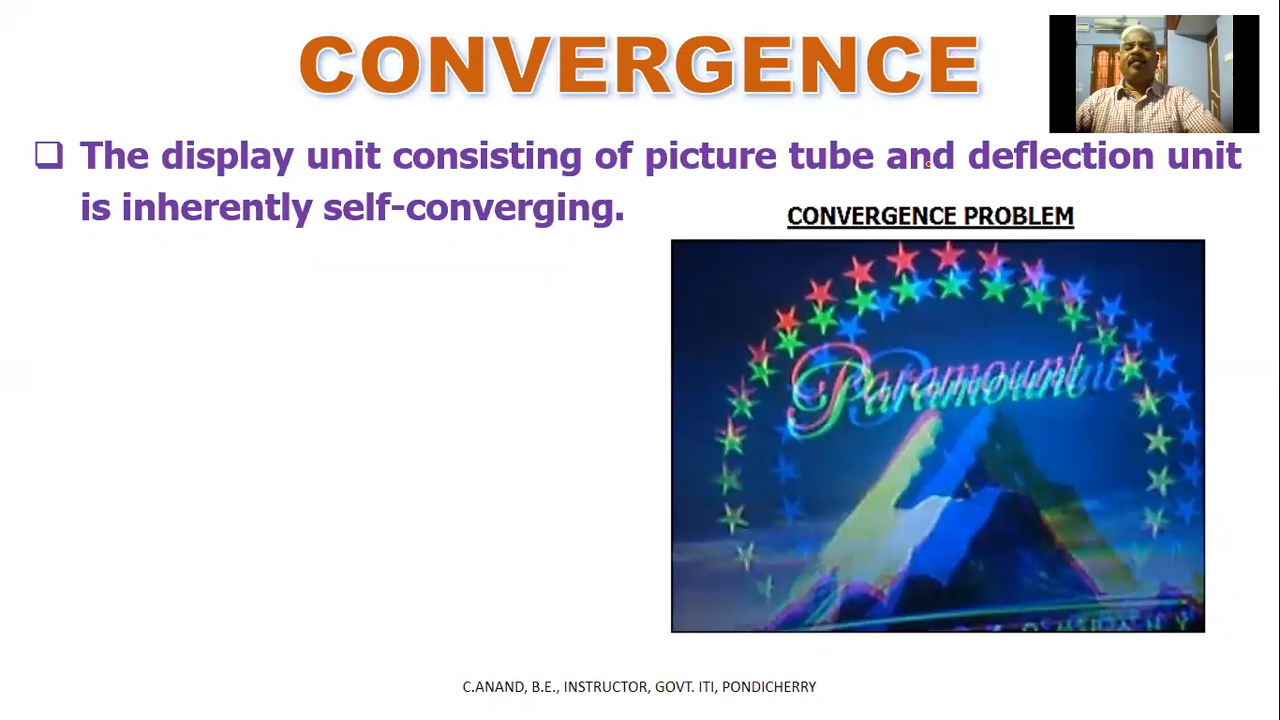 CONVERGENCE
❑ The display unit consisting of picture tube and deflection unit
is inherently self-converging.
CONVERGENCE PROBLEM
Paramount
C.ANAND, B.E., INSTRUCTOR, GOVT. ITI, PONDICHERRY